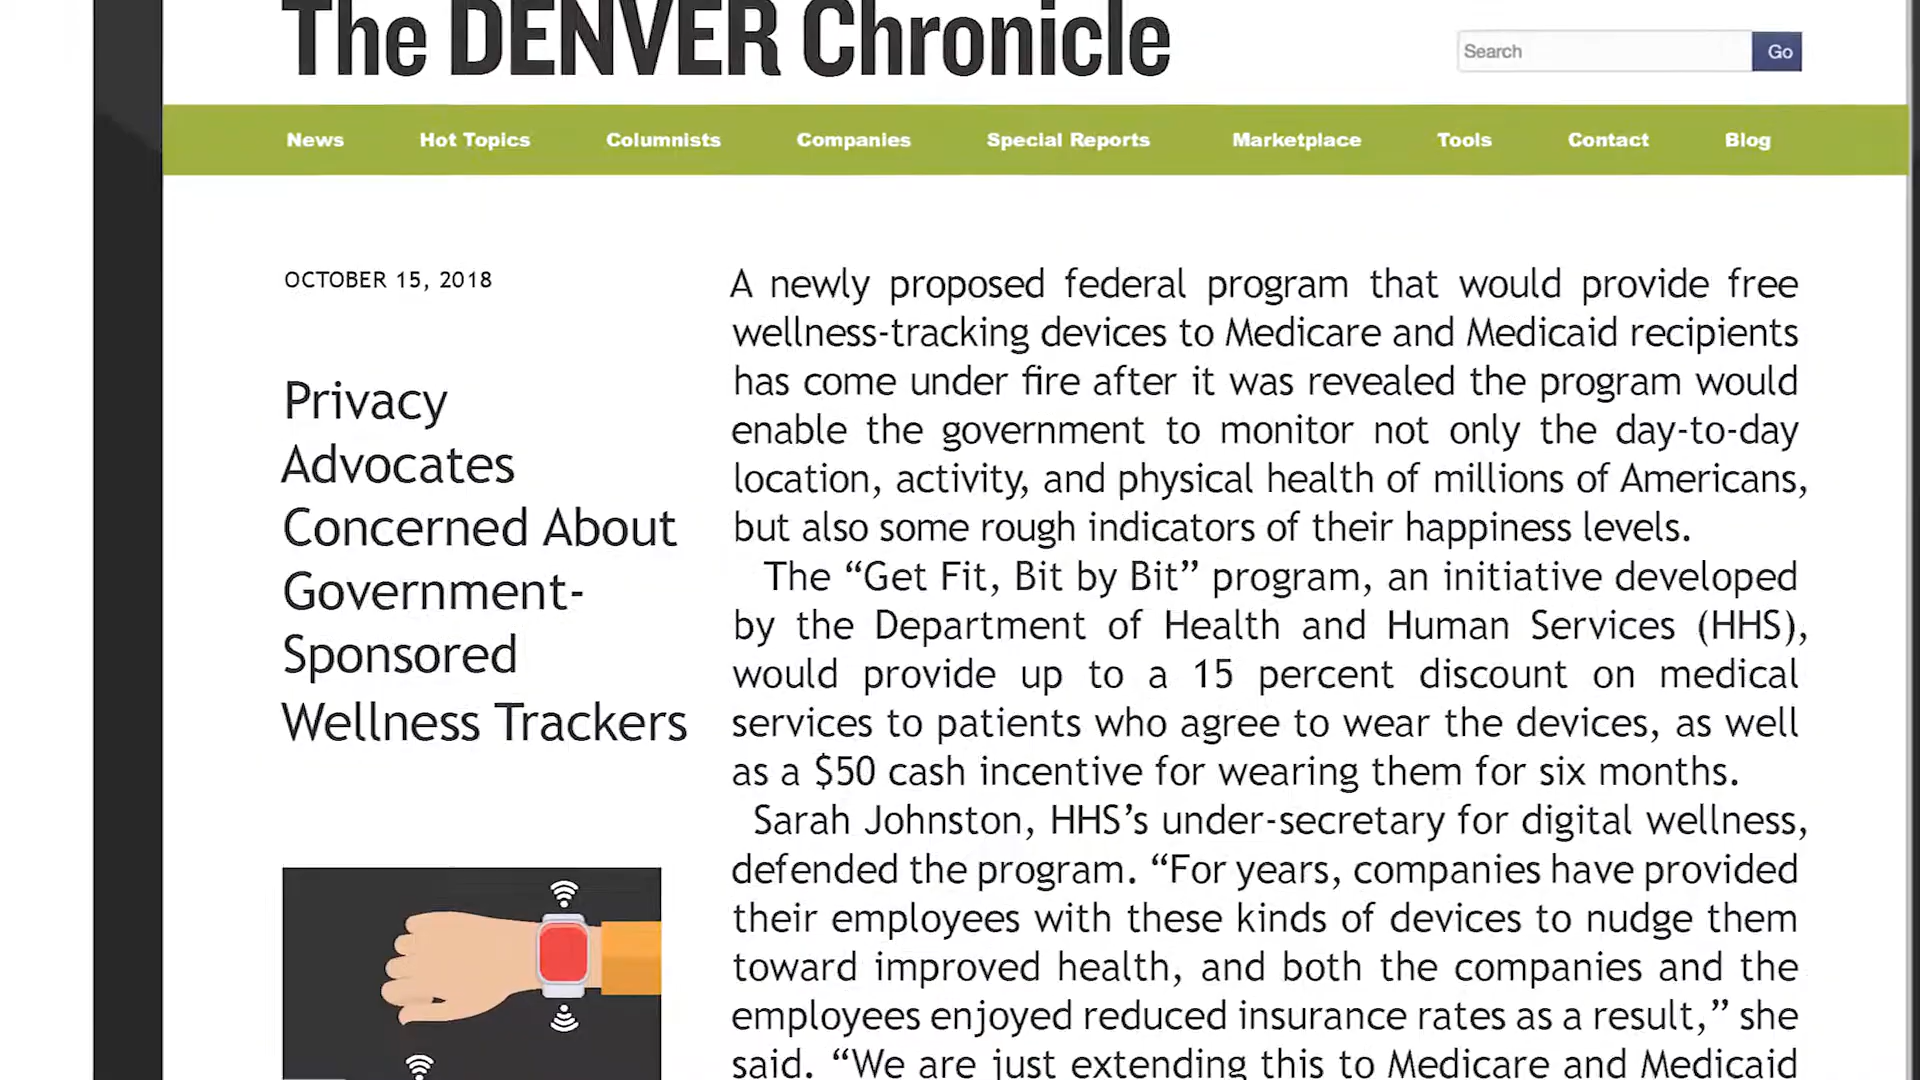 The DENVER Chronicle
Search
Go
News
Hot Topics
Columnists
Companies
Special Reports
Marketplace
Tools
Contact
Blog
OCTOBER 15, 2018
Privacy
Advocates
Concerned About
Government-
Sponsored
Wellness Trackers
A newly proposed federal program that would provide free
wellness-tracking devices to Medicare and Medicaid recipients
has come under fire after it was revealed the program would
enable the government to monitor not only the day-to-day
location, activity, and physical health of millions of Americans,
but also some rough indicators of their happiness levels.
The “Get Fit, Bit by Bit” program, an initiative developed
by the Department of Health and Human Services (HHS),
would provide up to a 15 percent discount on medical
services to patients who agree to wear the devices, as well
as a $50 cash incentive for wearing them for six months.
Sarah Johnston, HHS’s under-secretary for digital wellness,
defended the program. “For years, companies have provided
their employees with these kinds of devices to nudge them
toward improved health, and both the companies and the
employees enjoyed reduced insurance rates as a result,” she
said. “We are just extending this to Medicare and Medicaid